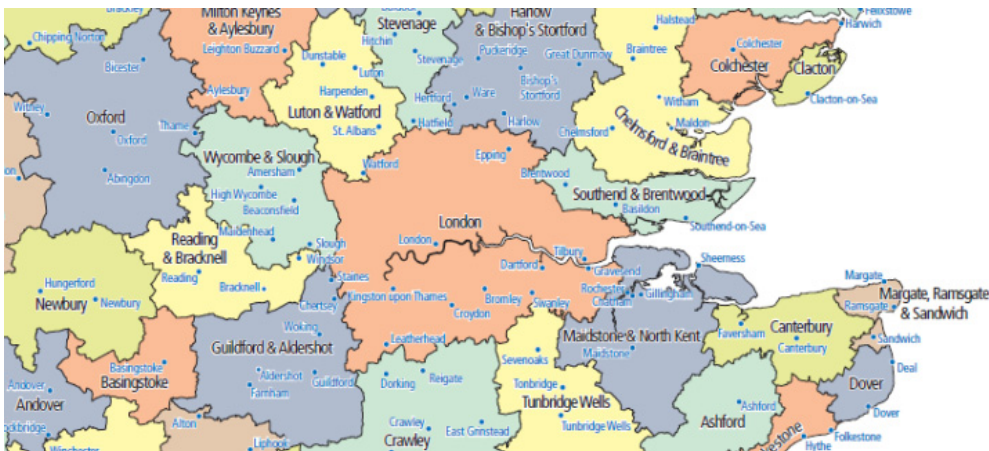 Milton Keynes
& Aylesbury
Stevenage
Harlow
& Bishop's Stortford
Halstead
Felixstowe
Harwich
Chipping Norton
Leighton Buzzard
Dunstable
Hitchin
Puckeridge
Great Dunmow
Braintree
Colchester
Bicester
Luton
Stevenage
Colchester
Clacton
Aylesbury
Harpenden
Hertford
Ware
Bishop's
Stortford
Witham
Clacton-on-Sea
Witney
Oxford
Luton & Watford
Thame
St. Albans
Hatfield
Harlow
Chelmsford
Maldon
Oxford
Chelmsford & Braintree
Wycombe & Slough
Amersham
Watford
Epping
Brentwood
Abingdon
High Wycombe
Beaconsfield
Southend & Brentwood
Basildon
Southend-on-Sea
Reading
& Bracknell
Maidenhead
London
London
Slough
Windsor
Tilbury
Sheerness
Reading
Staines
Dartford
Gravesend
Hungerford
Bracknell
Kingston upon Thames
Bromley
Swanley
Rochester
Chatham
Gillingham
Margate
Newbury
Newbury
Chertsey
Croydon
Ramsgate
Margate, Ramsgate
& Sandwich
Woking
Leatherhead
Maidstone & North Kent
Faversham
Canterbury
Canterbury
Sandwich
Guildford & Aldershot
Maidstone
Basingstoke
Basingstoke
Sevenoaks
Deal
Andover
Andover
Aldershot
Farnham
Guildford
Dorking
Reigate
Tonbridge
Tunbridge Wells
Ashford
Ashford
Dover
Dover
Alton
Crawley
Crawley
East Grinstead
Tunbridge Wells
Folkestone
Hythe
Liphook
Winchester